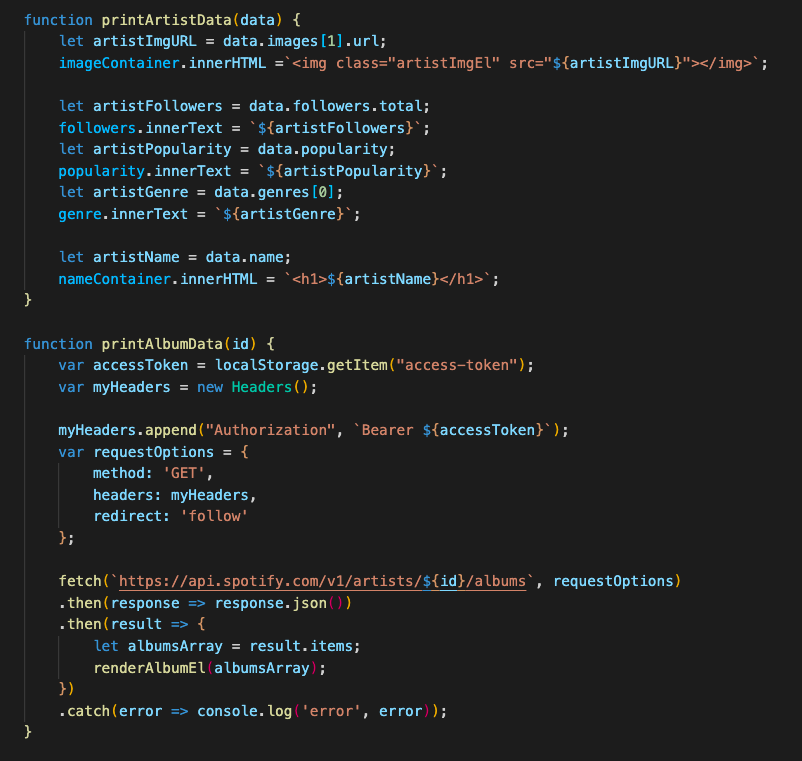 function printArtistData(data) {
    let artistImgURL = data.images[1].url;
    imageContainer.innerHTML =`<img class="artistImgEl" src="${artistImgURL}"></img>`;

    let artistFollowers = data.followers.total;
    followers.innerText = `${artistFollowers}`;
    let artistPopularity = data.popularity;
    popularity.innerText = `${artistPopularity}`;
    let artistGenre = data.genres[0];
    genre.innerText = `${artistGenre}`;

    let artistName = data.name;
    nameContainer.innerHTML = `<h1>${artistName}</h1>`;
}

function printAlbumData(id) {
    var accessToken = localStorage.getItem("access-token");
    var myHeaders = new Headers();

    myHeaders.append("Authorization", `Bearer ${accessToken}`);
    var requestOptions = {
        method: 'GET',
        headers: myHeaders,
        redirect: 'follow'
    };

    fetch(`https://api.spotify.com/v1/artists/${id}/albums`, requestOptions)
    .then(response => response.json())
    .then(result => {
        let albumsArray = result.items;
        renderAlbumEl(albumsArray);
    })
    .catch(error => console.log('error', error));
}